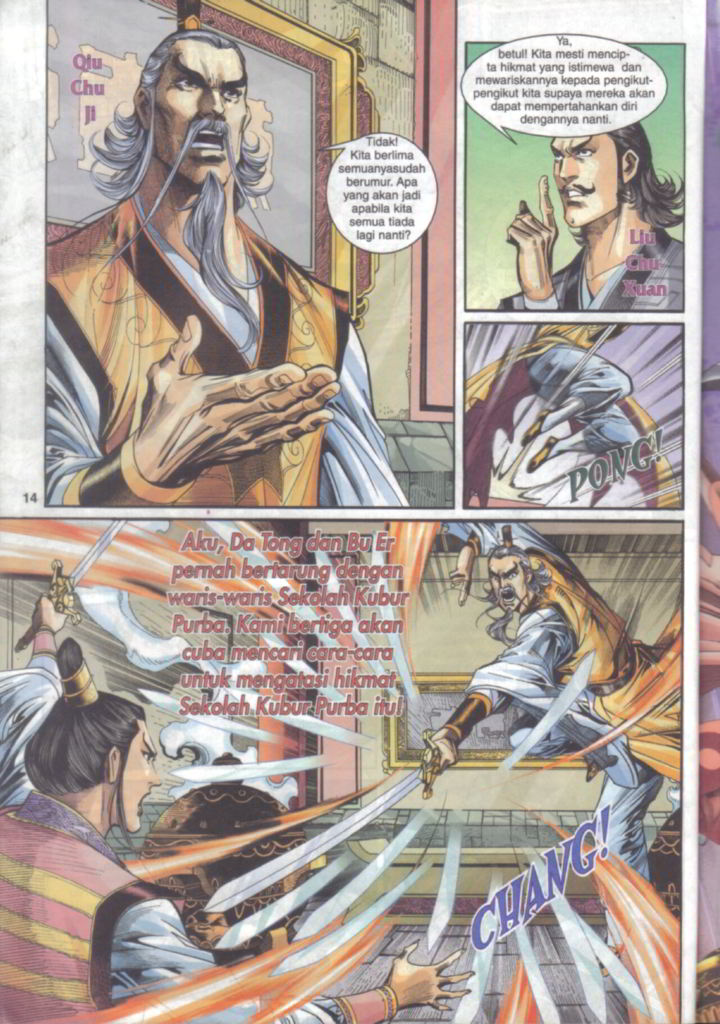 Qiu
Chu
Ji
Tidak!
Kita berlima
semuanyasudah
berumur. Apa
yang akan jadi
apabila kita
semua tiada
lagi nanti?
Ya,
betul! Kita mesti mencip-
ta hikmat yang istimewa dan
mewariskannya kepada pengikut-
pengikut kita supaya mereka akan
dapat mempertahankan diri
dengannya nanti.
Liu
Chu
Xuan
PONG!
14
Aku, Da Tong dan Bu Er
pernah bertarung dengan
waris-waris Sekolah Kubur
Purba. Kami bertiga akan
cuba mencari cara-cara
untuk mengatasi hikmat
Sekolah Kubur Purba itu!
CHANG!